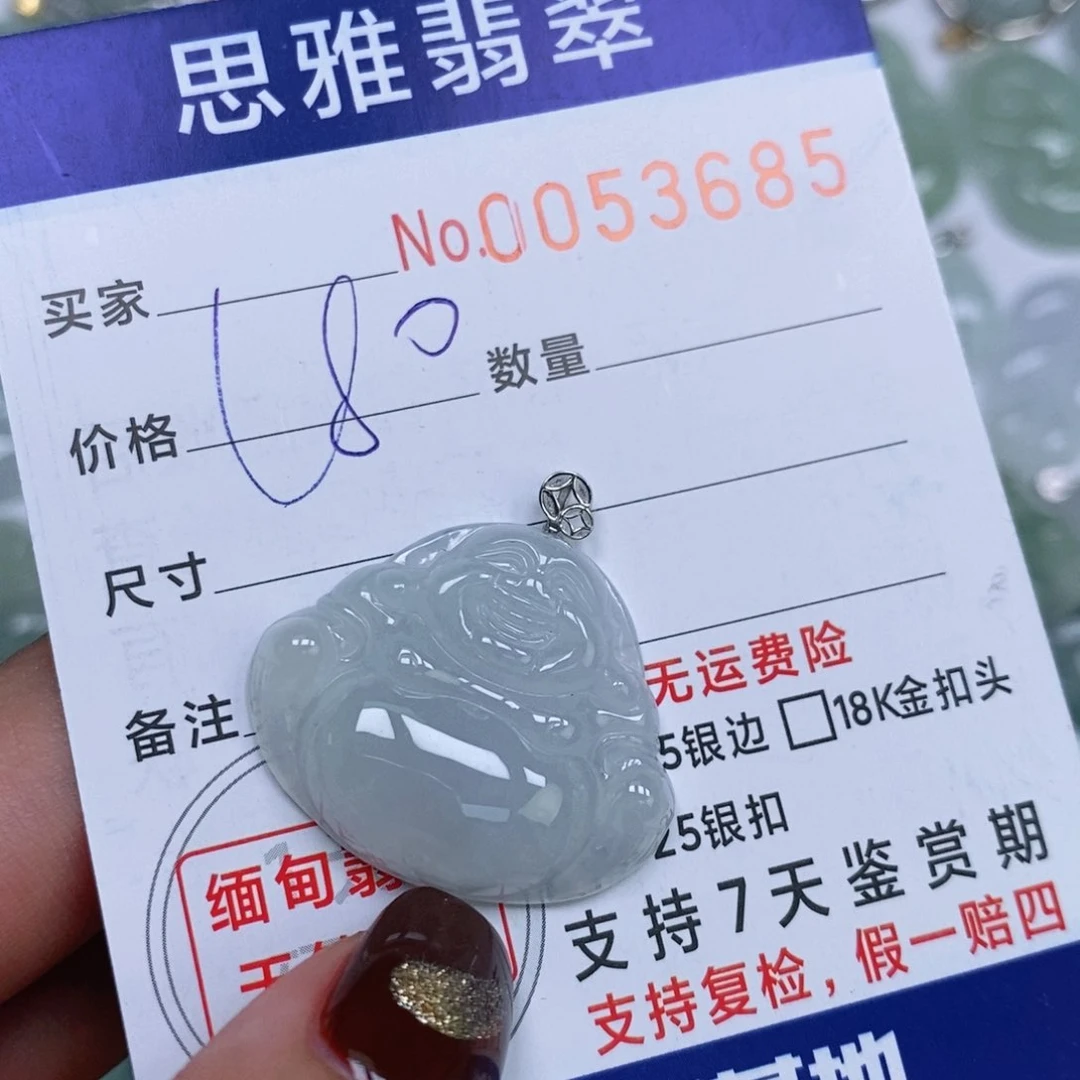 思雅翡翠
No.0053685
买家
价格
数量
尺寸
备注
无运费险
5银边 □18K金扣头
25银扣
缅甸翡
支持7天鉴赏期
支持复检，假一赔四